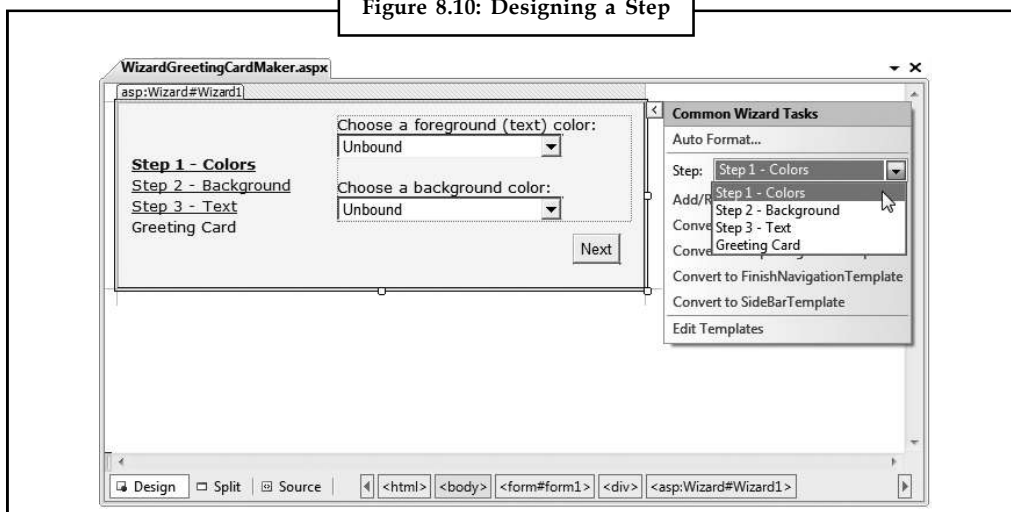 Figure 8.10: Designing a Step
WizardGreetingCardMaker.aspx
asp:Wizard#Wizard1
Step 1 - Colors
Step 2 - Background
Step 3 - Text
Greeting Card
Choose a foreground (text) color:
Unbound
Choose a background color:
Unbound
Next
Common Wizard Tasks
Auto Format...
Step: Step 1 - Colors
Step 1 - Colors
Step 2 - Background
Step 3 - Text
Greeting Card
Add/R
Conve
Conve
Convert to FinishNavigationTemplate
Convert to SideBarTemplate
Edit Templates
Design Split Source <html> <body> <form#form1> <div> <asp:Wizard#Wizard1>